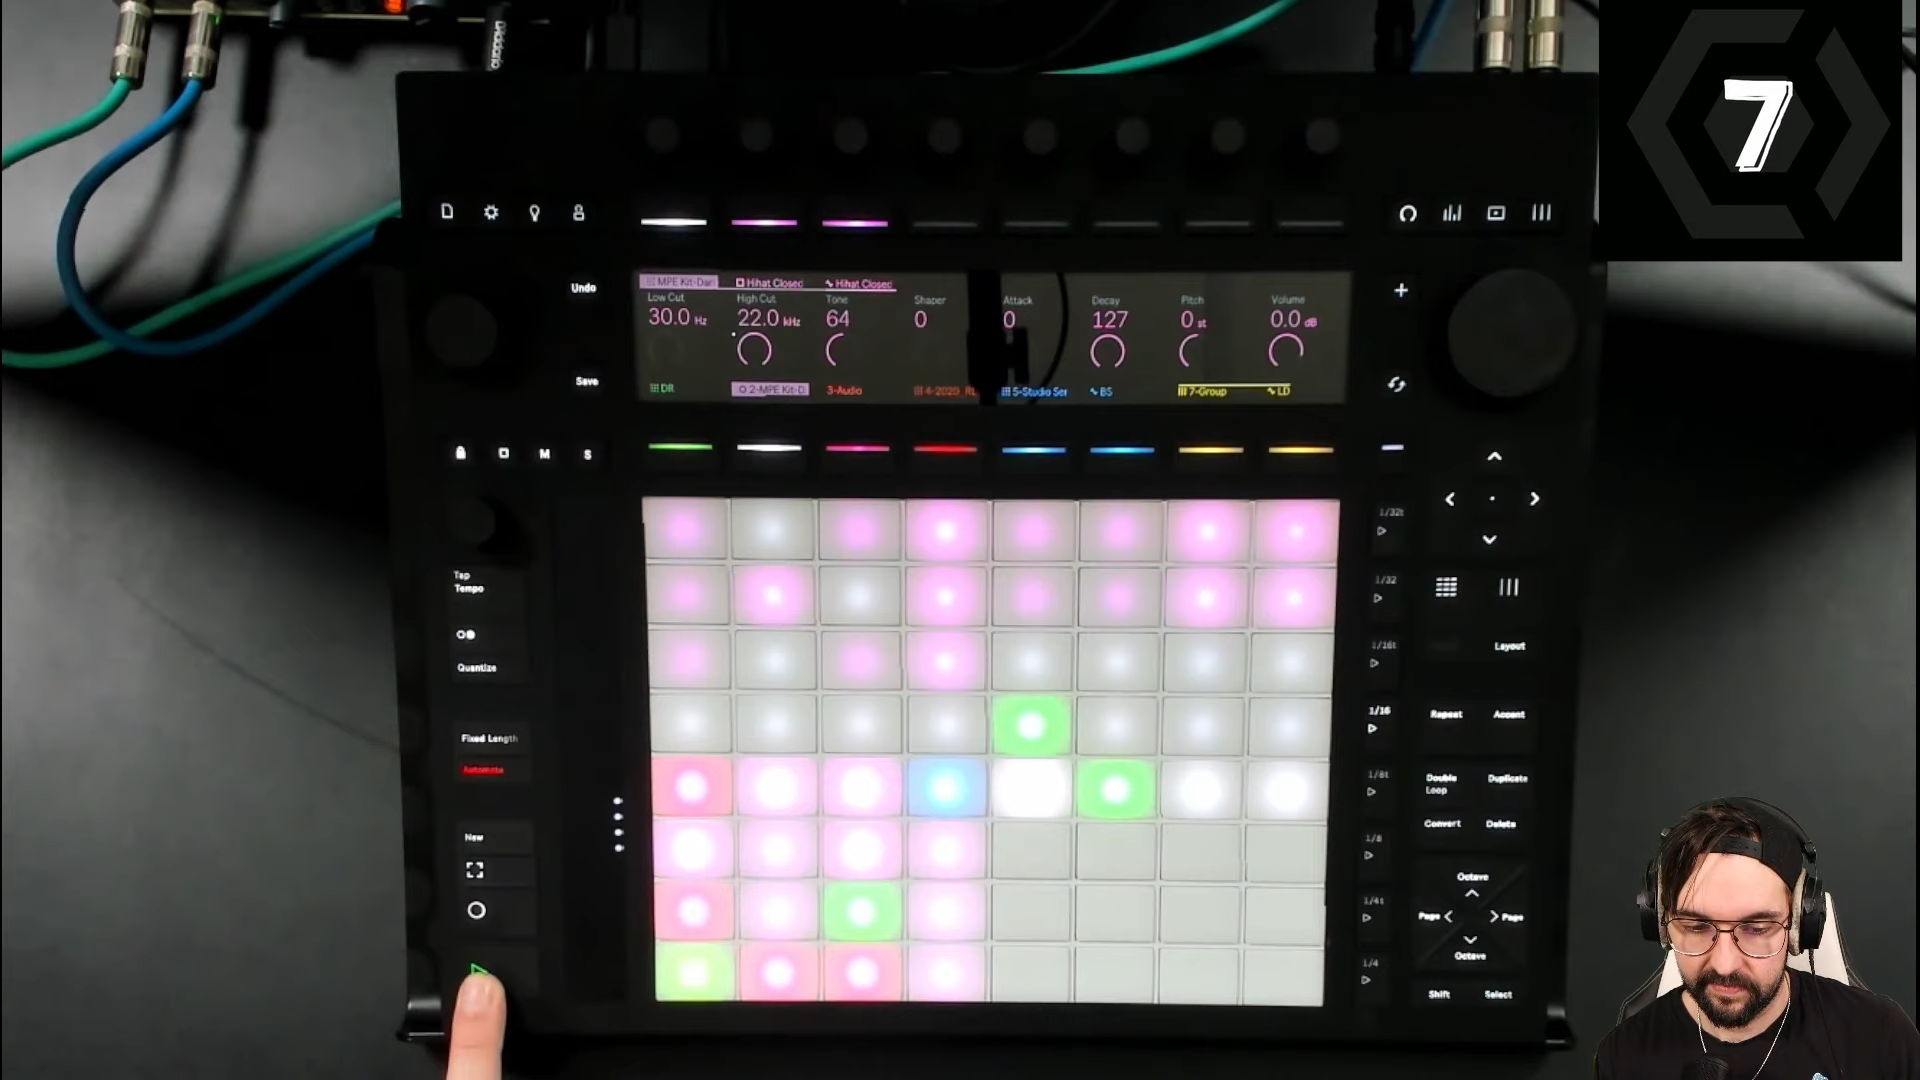 7
Undo
MPE Kit-Dar
Hihat Closed
Hihat Closed
Low Cut
High Cut
Tone
Shaper
Attack
Decay
Pitch
Volume
30.0 Hz
22.0 kHz
64
0
0
127
0 st
0.0 dB
Save
DR
2-MPE Kit-D
3-Audio
4-2020_RL
5-Studio Ser
BS
7-Group
LD
M
S
1/32t
Tap
Tempo
1/32
Quantize
1/16t
Layout
Fixed Length
1/16
Repeat
Accent
Automate
1/8t
Double
Loop
Duplicate
New
1/8
Convert
Delete
Octave
1/4t
Page
Page
Octave
1/4
Shift
Select